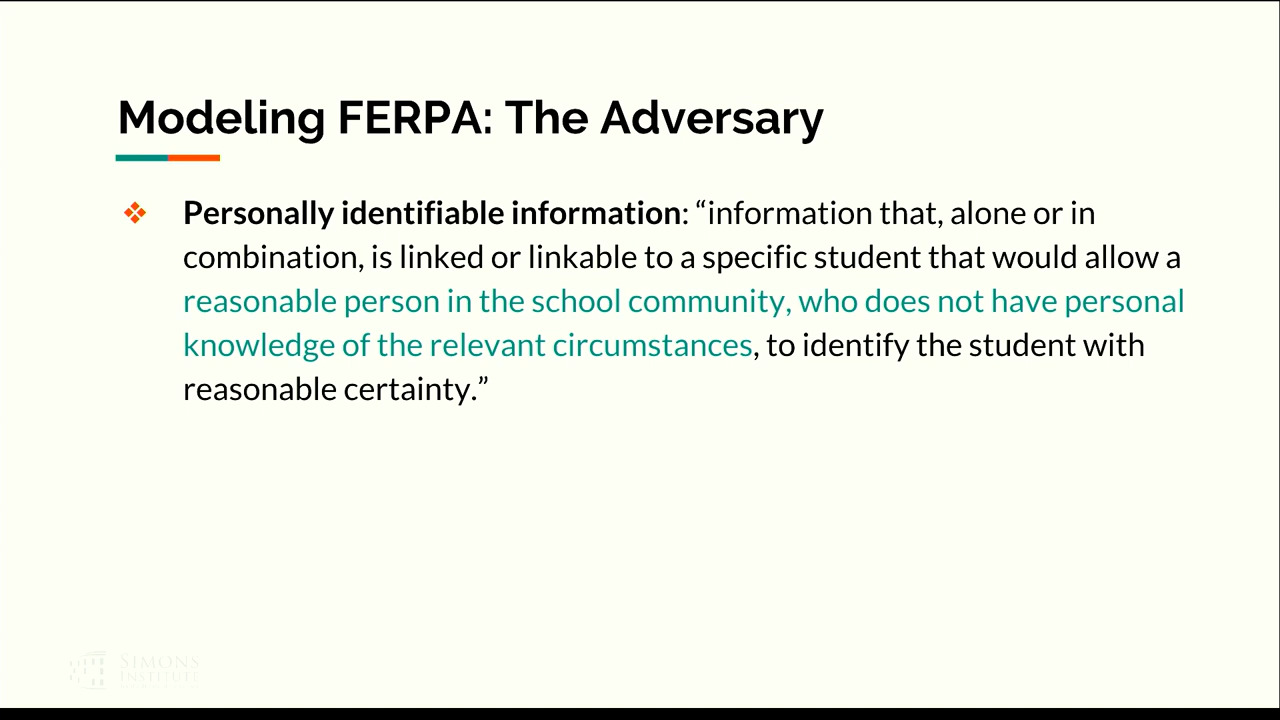 Modeling FERPA: The Adversary
Personally identifiable information: “information that, alone or in
combination, is linked or linkable to a specific student that would allow a
reasonable person in the school community, who does not have personal
knowledge of the relevant circumstances, to identify the student with
reasonable certainty.”
SIMONS
INSTITUTE